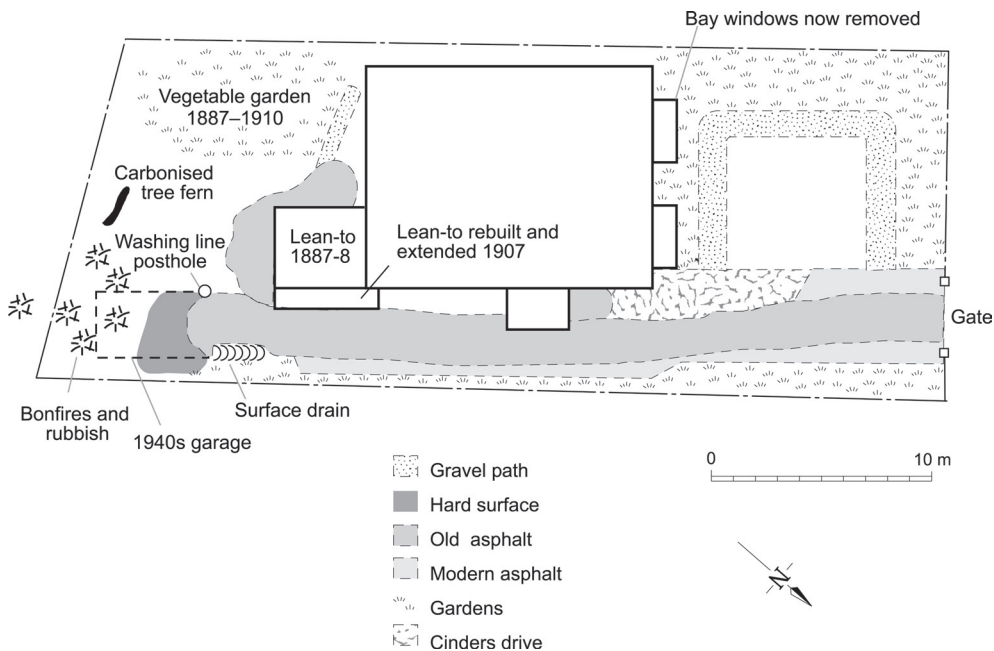 Bay windows now removed
Vegetable garden
1887–1910
Carbonised
tree fern
Washing line
posthole
Lean-to
1887-8
Lean-to rebuilt and
extended 1907
Gate
Bonfires and
rubbish
1940s garage
Surface drain
Gravel path
Hard surface
Old asphalt
Modern asphalt
Gardens
Cinders drive
0
10 m
N